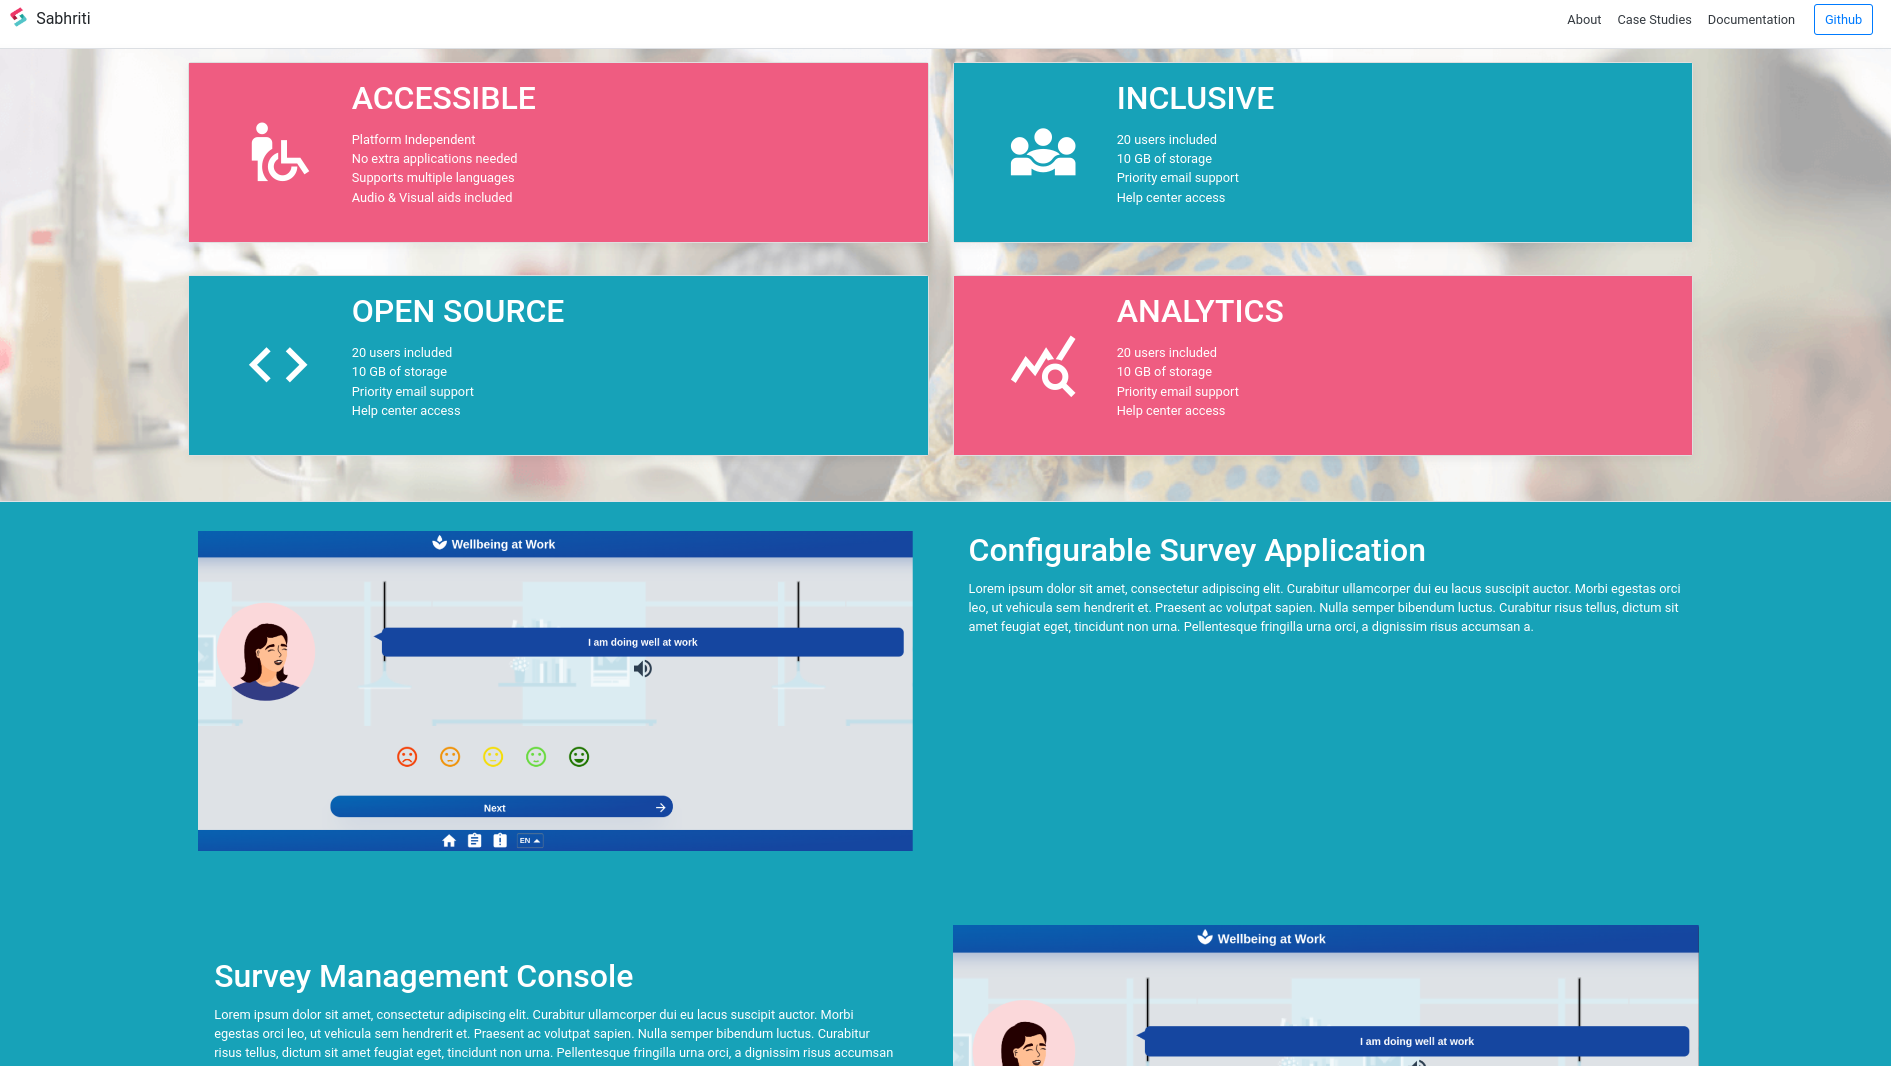 Sabhriti
About
Case Studies
Documentation
Github
ACCESSIBLE
Platform Independent
No extra applications needed
Supports multiple languages
Audio & Visual aids included
INCLUSIVE
20 users included
10 GB of storage
Priority email support
Help center access
OPEN SOURCE
20 users included
10 GB of storage
Priority email support
Help center access
ANALYTICS
20 users included
10 GB of storage
Priority email support
Help center access
Wellbeing at Work
I am doing well at work
Next
EN
Configurable Survey Application
Lorem ipsum dolor sit amet, consectetur adipiscing elit. Curabitur ullamcorper dui eu lacus suscipit auctor. Morbi egestas orci
leo, ut vehicula sem hendrerit et. Praesent ac volutpat sapien. Nulla semper bibendum luctus. Curabitur risus tellus, dictum sit
amet feugiat eget, tincidunt non urna. Pellentesque fringilla urna orci, a dignissim risus accumsan a.
Survey Management Console
Lorem ipsum dolor sit amet, consectetur adipiscing elit. Curabitur ullamcorper dui eu lacus suscipit auctor. Morbi
egestas orci leo, ut vehicula sem hendrerit et. Praesent ac volutpat sapien. Nulla semper bibendum luctus. Curabitur
risus tellus, dictum sit amet feugiat eget, tincidunt non urna. Pellentesque fringilla urna orci, a dignissim risus accumsan
Wellbeing at Work
I am doing well at work